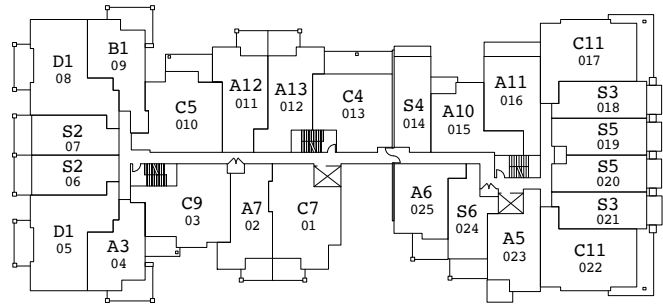 D1
08
B1
09
C5
010
A12
011
A13
012
C4
013
S4
014
A10
015
A11
016
C11
017
S3
018
S5
019
S5
020
S3
021
C11
022
S2
07
S2
06
D1
05
A3
04
C9
03
A7
02
C7
01
A6
025
S6
024
A5
023